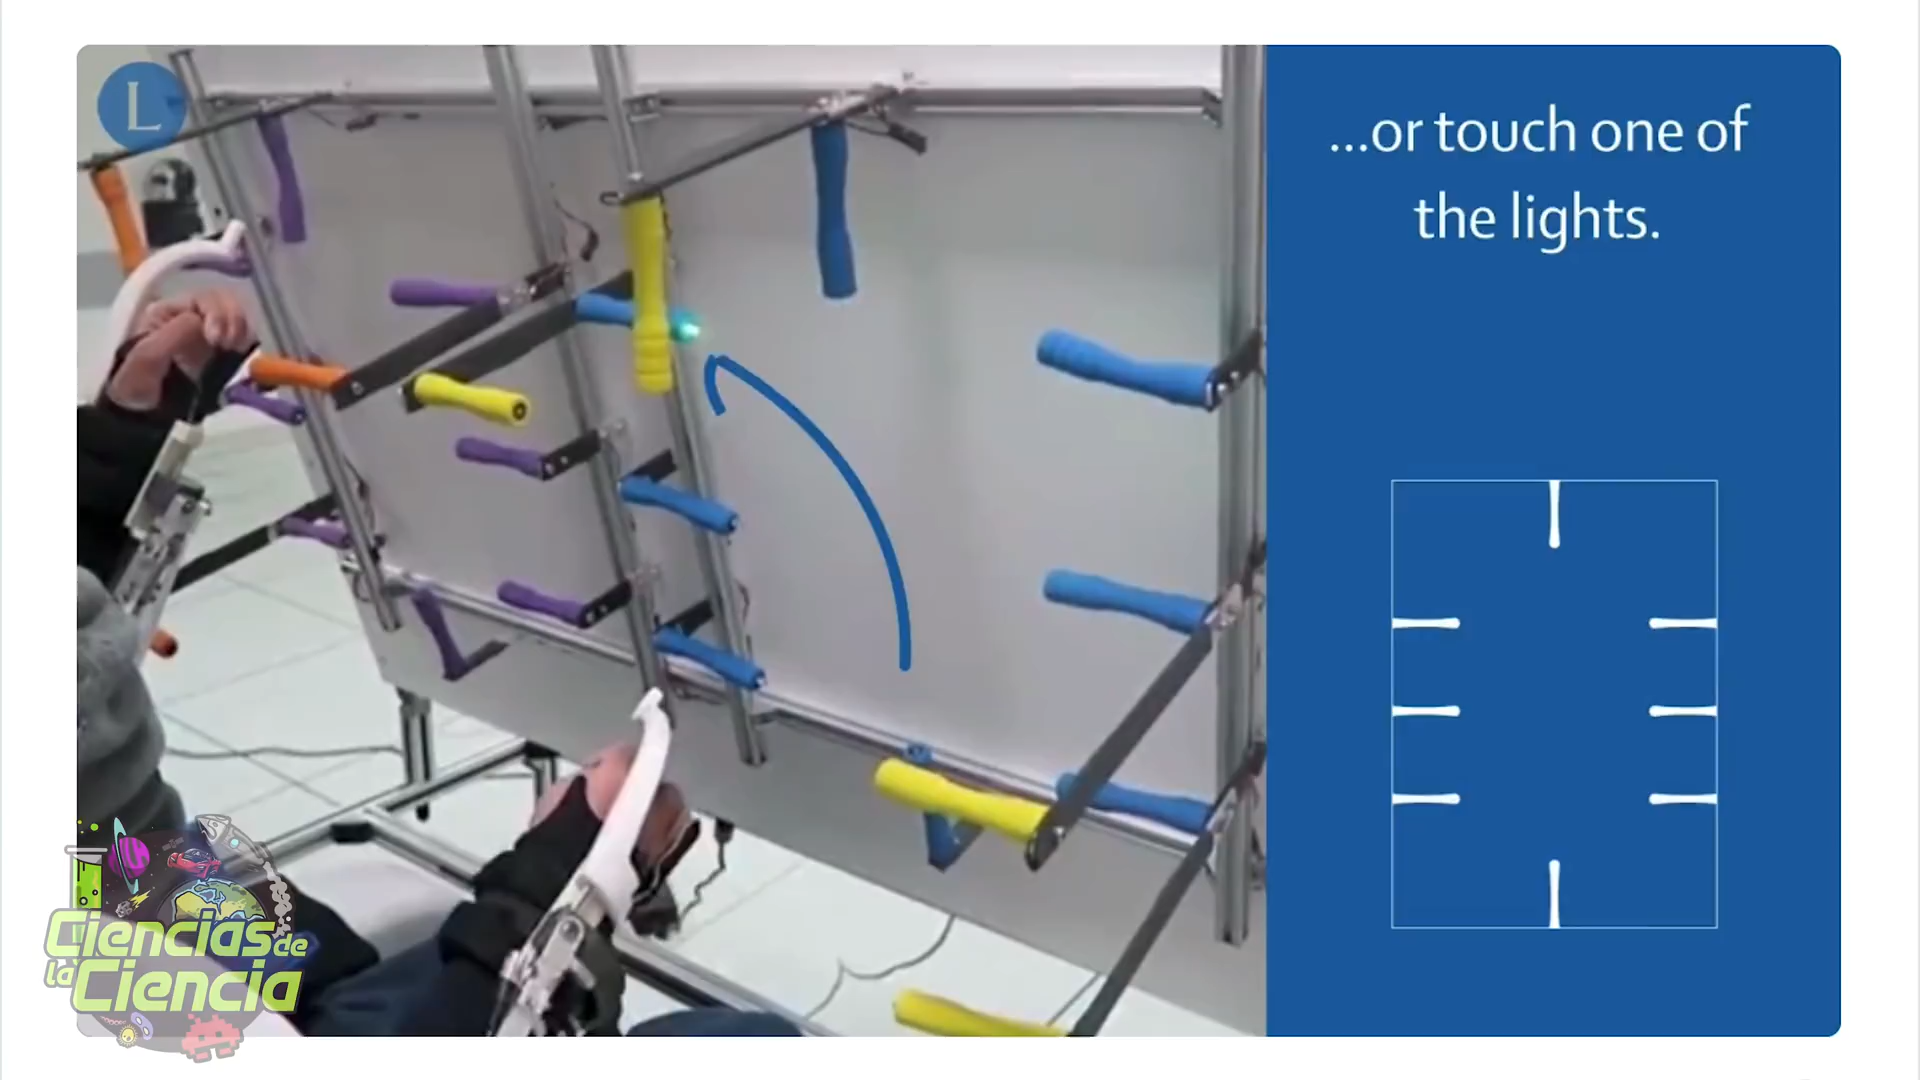 L
...or touch one of
the lights.
Ciencias de
la Ciencia